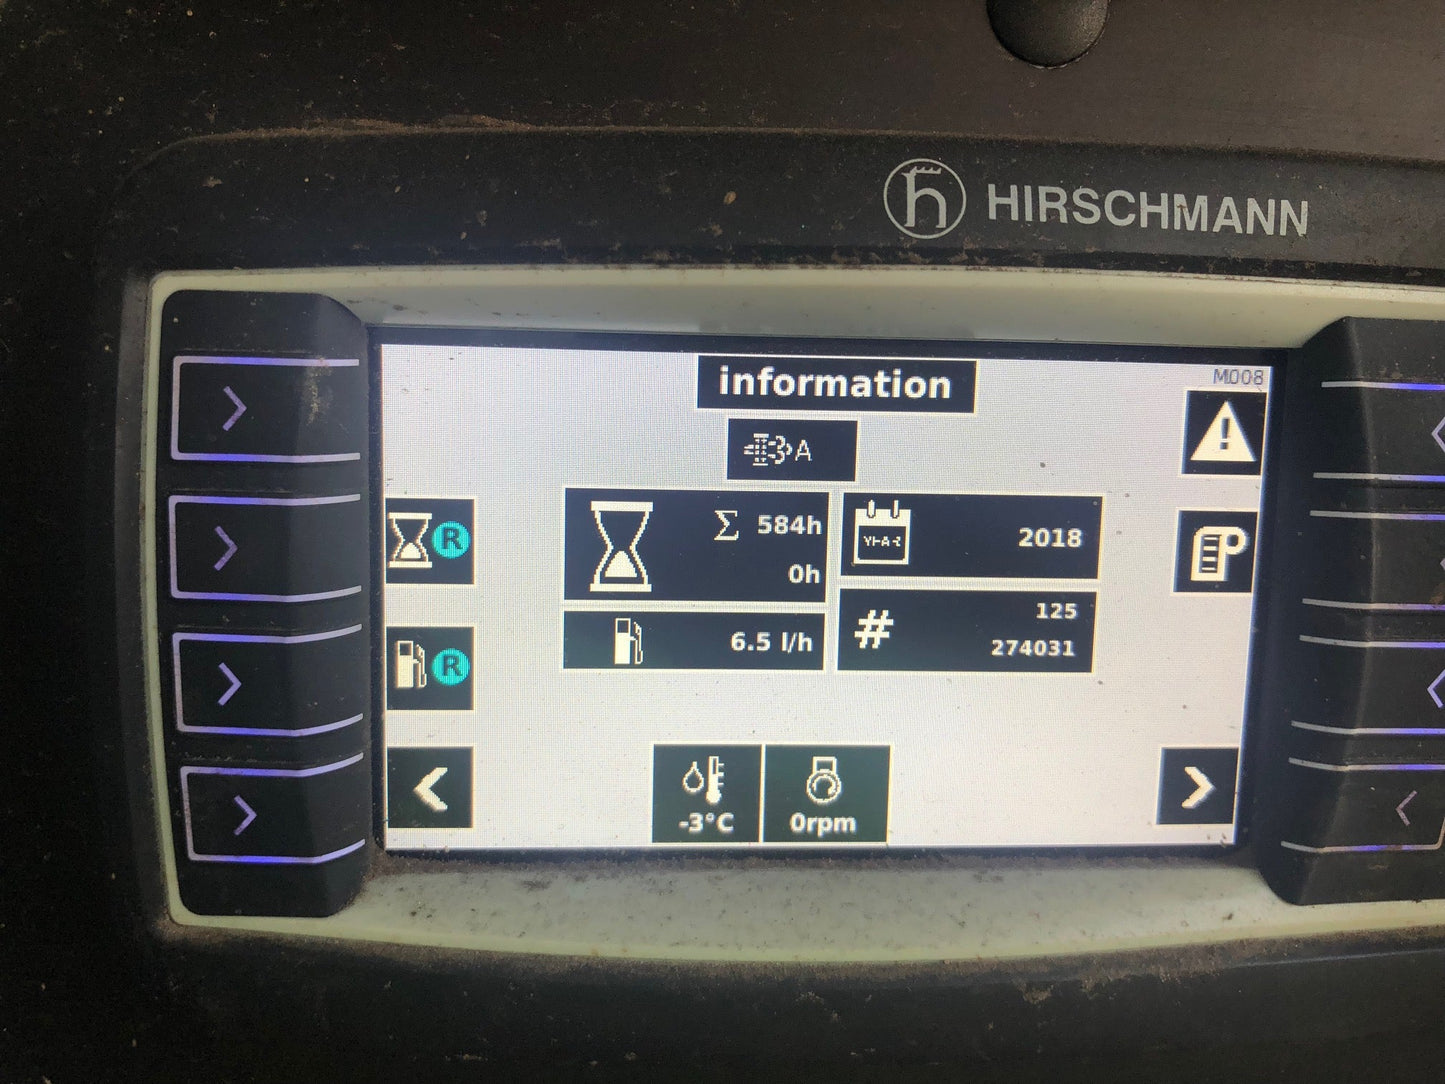 HIRSCHMANN
information
M008
A
R
Σ 584h
0h
YEAR
2018
6.5 l/h
#
125
274031
R
-3°C
0rpm